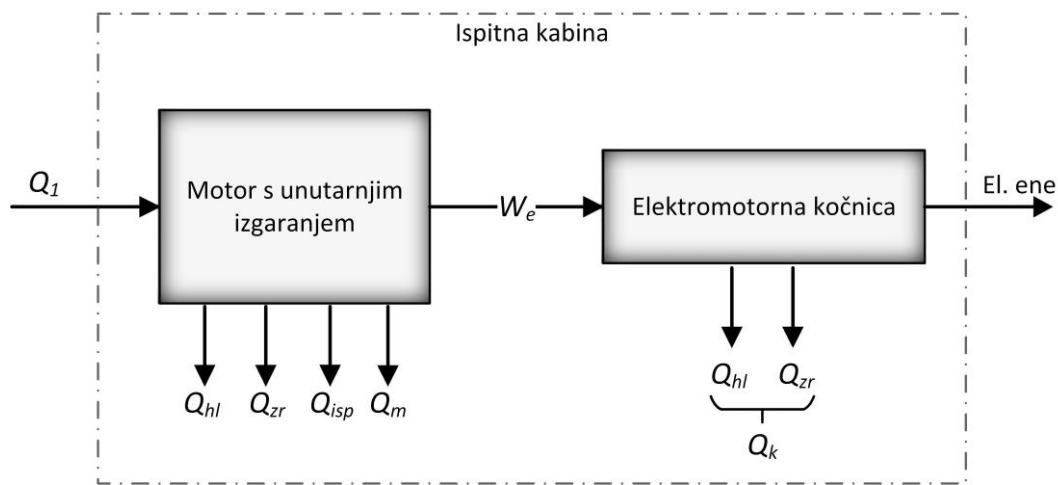 Ispitna kabina
Q1
Motor s unutarnjim
izgaranjem
We
Elektromotorna kočnica
El. ene
Qhl Qzr Qisp Qm
Qhl Qzr
Qk